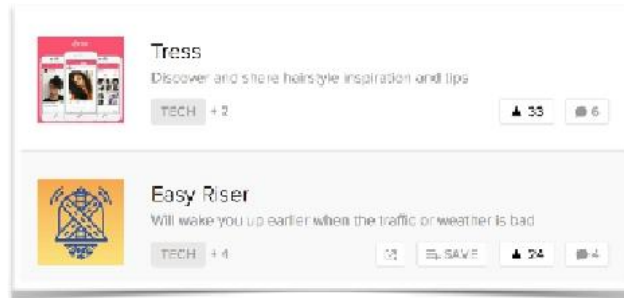 Tress
Discover and share hairstyle inspiration and tips
TECH + 2
33 6
Easy Riser
Will wake you up earlier when the traffic or weather is bad
TECH + 4
SAVE 24 4